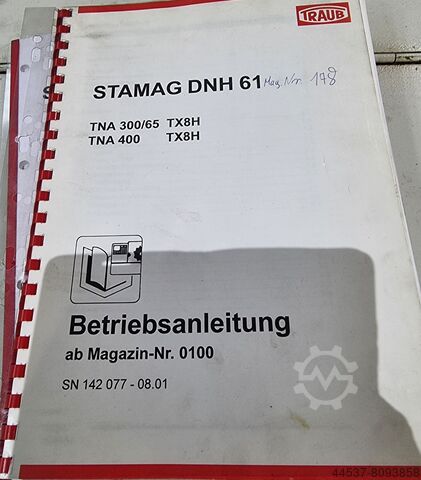 TRAUB
STAMAG DNH 61 Mag. Nr. 148
TNA 300/65 TX8H
TNA 400 TX8H
Betriebsanleitung
ab Magazin-Nr. 0100
SN 142 077 - 08.01
44537-8093858